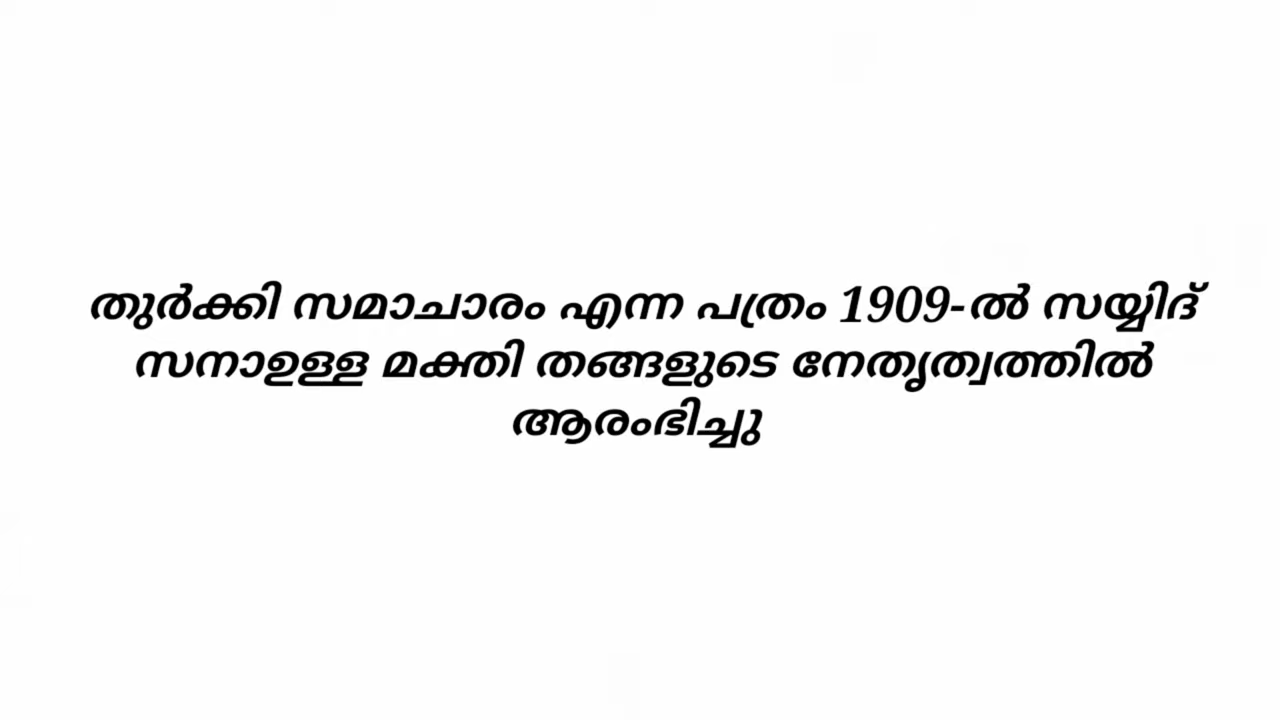 തുർക്കി സമാചാരം എന്ന പത്രം 1909-ൽ സയ്യിദ്
സനാഉള്ള മക്തി തങ്ങളുടെ നേതൃത്വത്തിൽ
ആരംഭിച്ചു